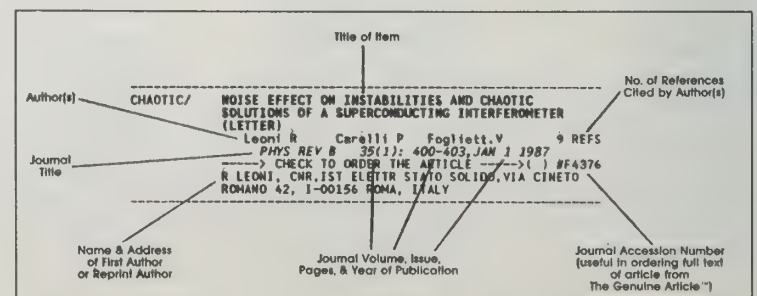 Title of Item
Author(s)
No. of References
Cited by Author(s)
CHAOTIC/ NOISE EFFECT ON INSTABILITIES AND CHAOTIC
SOLUTIONS OF A SUPERCONDUCTING INTERFEROMETER
(LETTER)
Leoni R Carelli P Fogliett.V 9 REFS
Journal
Title
PHYS REV B 35(1): 400-403,JAN 1 1987
-----> CHECK TO ORDER THE ARTICLE ----->( ) #F4376
R LEONI, CNR,IST ELETTR STATO SOLIDO,VIA CINETO
ROMANO 42, I-00156 ROMA, ITALY
Name & Address
of First Author
or Reprint Author
Journal Volume, Issue,
Pages, & Year of Publication
Journal Accession Number
(useful in ordering full text
of article from
The Genuine Article™)